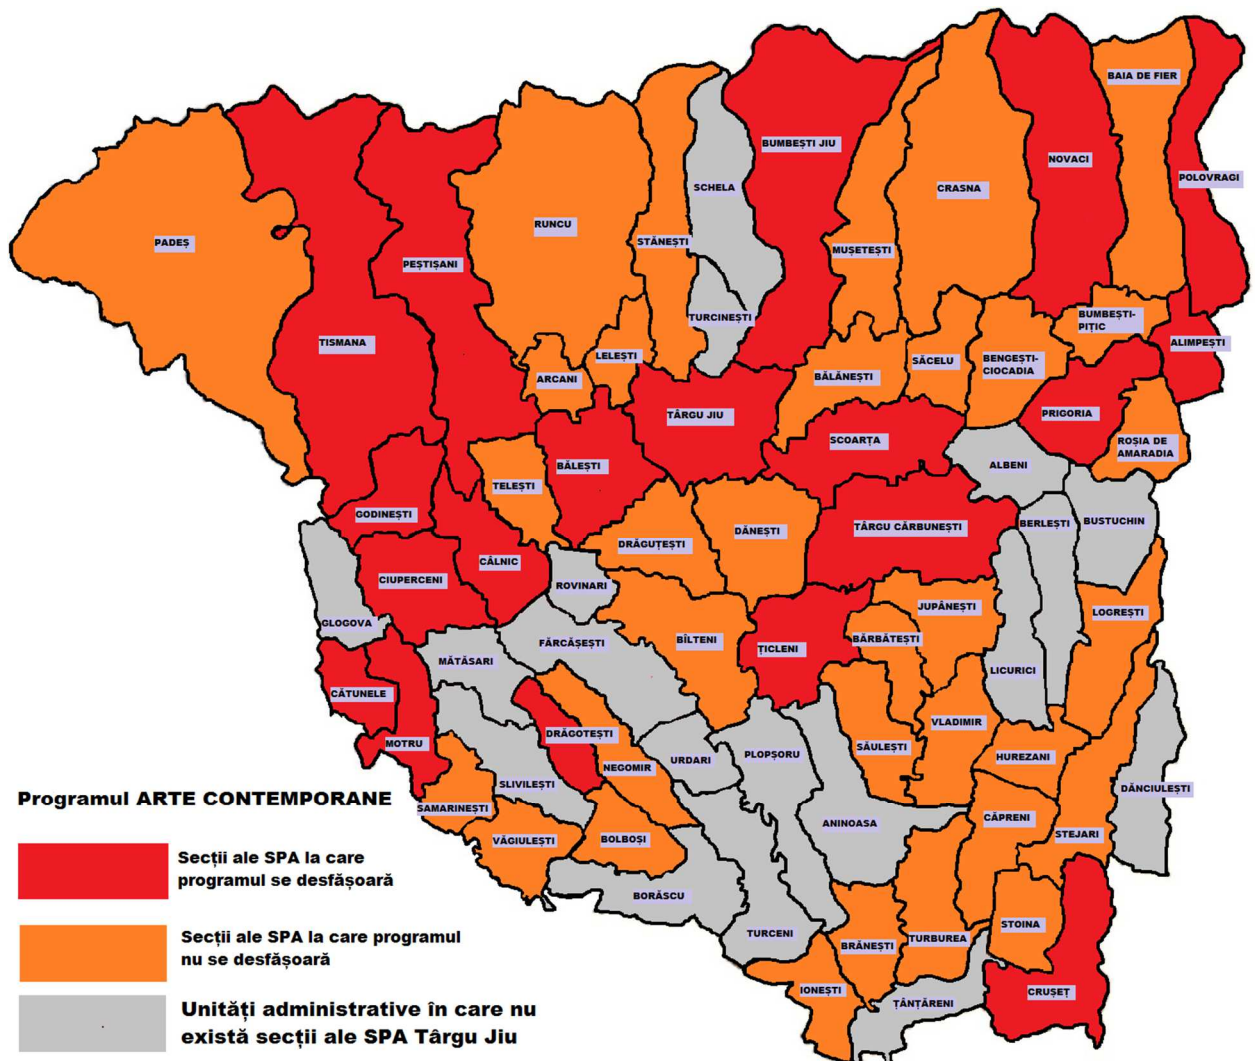 BAIA DE FIER
BUMBEȘTI JIU
NOVACI
POLOVRAGI
SCHELA
CRASNA
RUNCU
PADEȘ
STĂNEȘTI
MUȘETEȘTI
PEȘTIȘANI
TURCINEȘTI
BUMBEȘTI-
PIȚIC
TISMANA
ALIMPEȘTI
LELEȘTI
SĂCELU
BENGEȘTI-
CIOCADIA
ARCANI
BĂLĂNEȘTI
TÂRGU JIU
PRIGORIA
SCOARȚA
ROȘIA DE
AMARADIA
BĂLEȘTI
ALBENI
TELEȘTI
GODINEȘTI
TÂRGU CĂRBUNEȘTI
BERLEȘTI
BUSTUCHIN
DĂNEȘTI
DRĂGUȚEȘTI
CÂLNIC
CIUPERCENI
ROVINARI
JUPÂNEȘTI
LOGREȘTI
GLOGOVA
FĂRCĂȘEȘTI
BÎLTENI
BĂRBĂTEȘTI
ȚICLENI
MĂTĂSARI
LICURICI
CĂTUNELE
VLADIMIR
DRĂGOTEȘTI
MOTRU
SĂULEȘTI
PLOPȘORU
URDARI
HUREZANI
NEGOMIR
SLIVILEȘTI
DĂNCIULEȘTI
SAMARINEȘTI
CĂPRENI
ANINOASA
STEJARI
VĂGIULEȘTI
BOLBOȘI
BORĂSCU
STOINA
TURCENI
TURBUREA
BRĂNEȘTI
IONEȘTI
CRUȘEȚ
ȚÂNȚĂRENI
Programul ARTE CONTEMPORANE
Secții ale SPA la care
programul se desfășoară
Secții ale SPA la care programul
nu se desfășoară
Unități administrative în care nu
există secții ale SPA Târgu Jiu